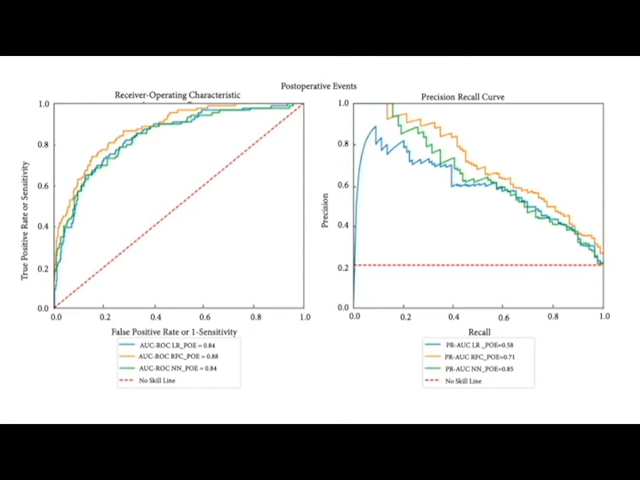 Postoperative Events
Receiver-Operating Characteristic
1.0
0.8
0.6
0.4
0.2
0.0
0.0 0.2 0.4 0.6 0.8 1.0
True Positive Rate or Sensitivity
False Positive Rate or 1-Sensitivity
AUC-ROC LR_POE = 0.84
AUC-ROC RFC_POE = 0.88
AUC-ROC NN_POE = 0.84
No Skill Line
Precision Recall Curve
1.0
0.8
0.6
0.4
0.2
0.0
0.0 0.2 0.4 0.6 0.8 1.0
Precision
Recall
PR-AUC LR _POE=0.58
PR-AUC RFC_POE=0.71
PR-AUC NN_POE=0.85
No Skill Line